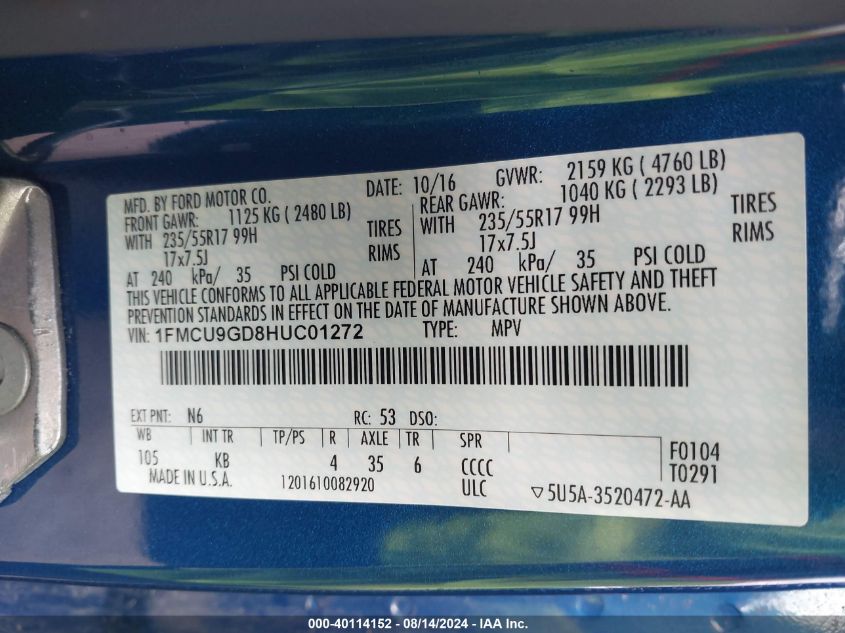 MFD. BY FORD MOTOR CO. DATE: 10/16 GVWR: 2159 KG ( 4760 LB)
FRONT GAWR: 1125 KG ( 2480 LB) REAR GAWR: 1040 KG ( 2293 LB)
WITH 235/55R17 99H TIRES WITH 235/55R17 99H TIRES
17x7.5J RIMS 17x7.5J RIMS
AT 240 kPa/ 35 PSI COLD AT 240 kPa/ 35 PSI COLD
THIS VEHICLE CONFORMS TO ALL APPLICABLE FEDERAL MOTOR VEHICLE SAFETY AND THEFT
PREVENTION STANDARDS IN EFFECT ON THE DATE OF MANUFACTURE SHOWN ABOVE.
VIN: 1FMCU9GD8HUC01272 TYPE: MPV
EXT PNT: N6 RC: 53 DSO:
WB INT TR TP/PS R AXLE TR SPR F0104
105 KB 4 35 6 CCCC T0291
MADE IN U.S.A. 1201610082920 ULC ▽5U5A-3520472-AA
000-40114152 - 08/14/2024 - IAA Inc.